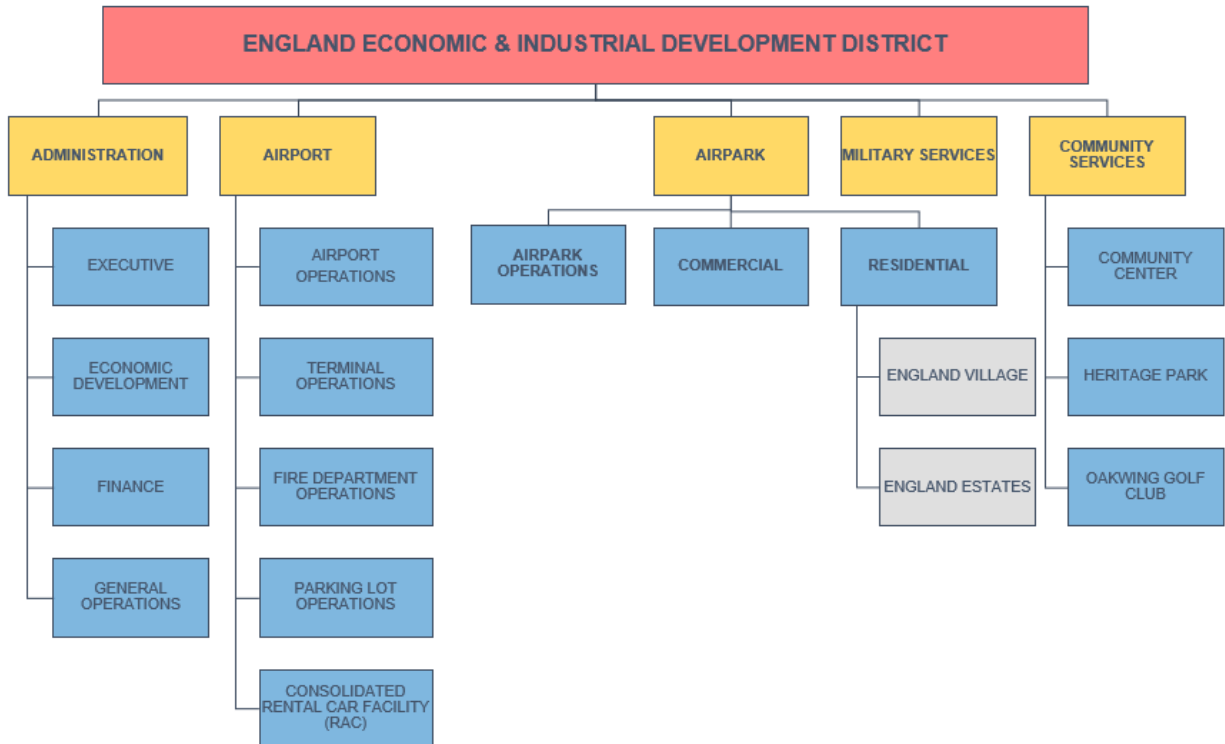 ENGLAND ECONOMIC & INDUSTRIAL DEVELOPMENT DISTRICT
ADMINISTRATION
AIRPORT
AIRPARK
MILITARY SERVICES
COMMUNITY
SERVICES
EXECUTIVE
ECONOMIC
DEVELOPMENT
FINANCE
GENERAL
OPERATIONS
AIRPORT
OPERATIONS
TERMINAL
OPERATIONS
FIRE DEPARTMENT
OPERATIONS
PARKING LOT
OPERATIONS
CONSOLIDATED
RENTAL CAR FACILITY
(RAC)
AIRPARK
OPERATIONS
COMMERCIAL
RESIDENTIAL
ENGLAND VILLAGE
ENGLAND ESTATES
COMMUNITY
CENTER
HERITAGE PARK
OAKWING GOLF
CLUB